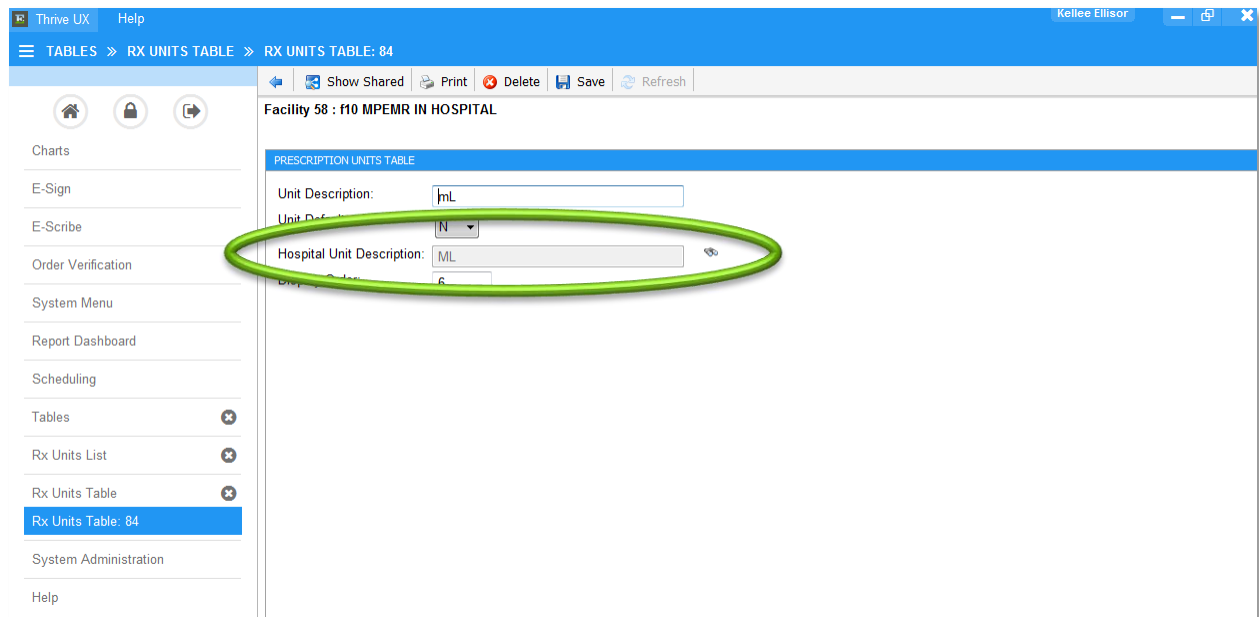 Thrive UX Help Kellee Ellisor
TABLES » RX UNITS TABLE » RX UNITS TABLE: 84
Show Shared Print Delete Save Refresh
Facility 58 : f10 MPEMR IN HOSPITAL
Charts
E-Sign
E-Scribe
Order Verification
System Menu
Report Dashboard
Scheduling
Tables
Rx Units List
Rx Units Table
Rx Units Table: 84
System Administration
Help
PRESCRIPTION UNITS TABLE
Unit Description: mL
Unit N
Hospital Unit Description: ML
Display Order: 6